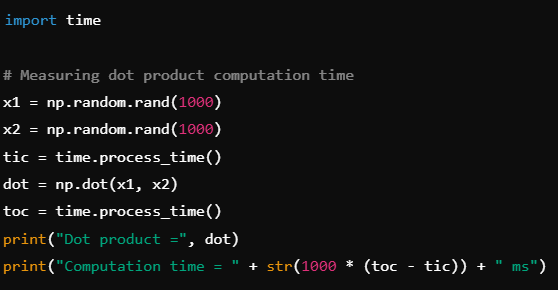 import time
# Measuring dot product computation time
x1 = np.random.rand(1000)
x2 = np.random.rand(1000)
tic = time.process_time()
dot = np.dot(x1, x2)
toc = time.process_time()
print("Dot product =", dot)
print("Computation time = " + str(1000 * (toc - tic)) + " ms")